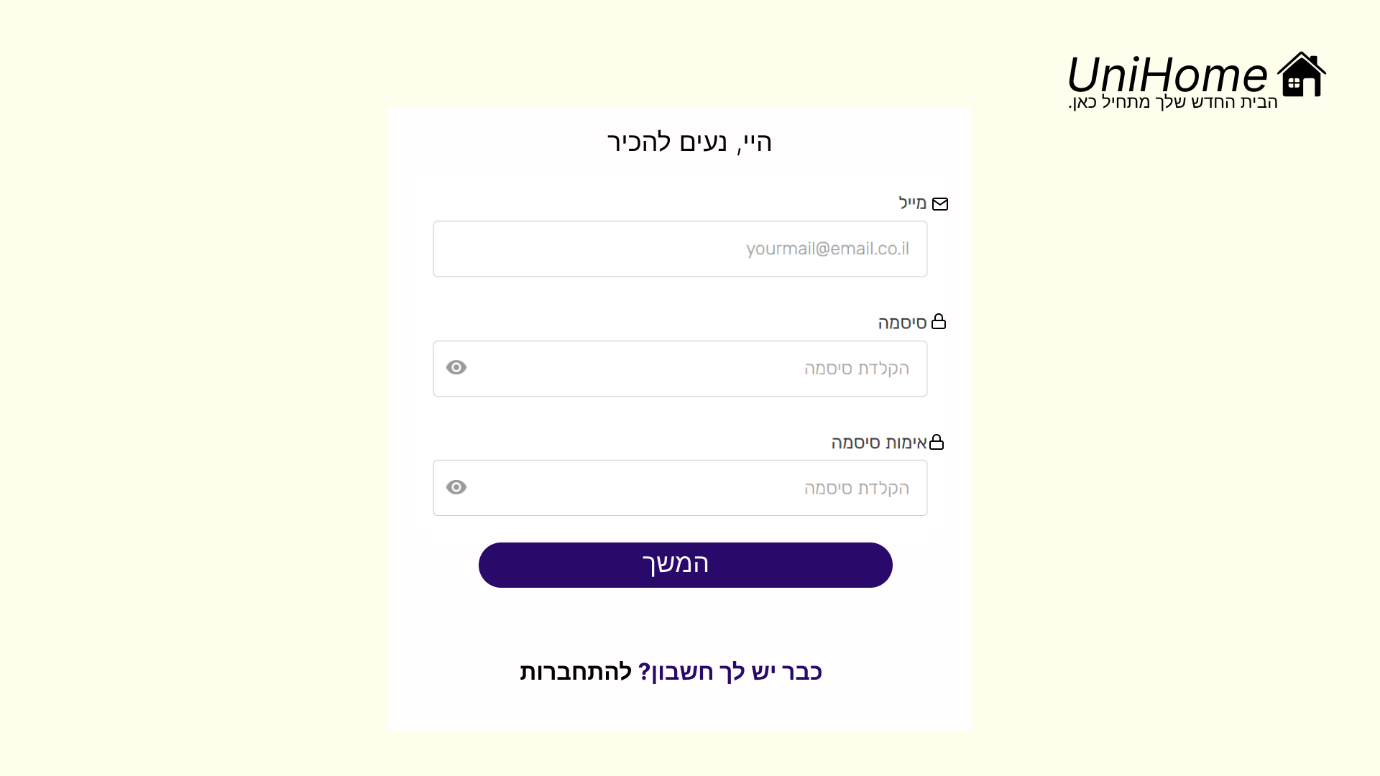 UniHome
הבית החדש שלך מתחיל כאן.
היי, נעים להכיר
מייל
yourmail@email.co.il
סיסמה
הקלדת סיסמה
אימות סיסמה
הקלדת סיסמה
המשך
כבר יש לך חשבון? להתחברות